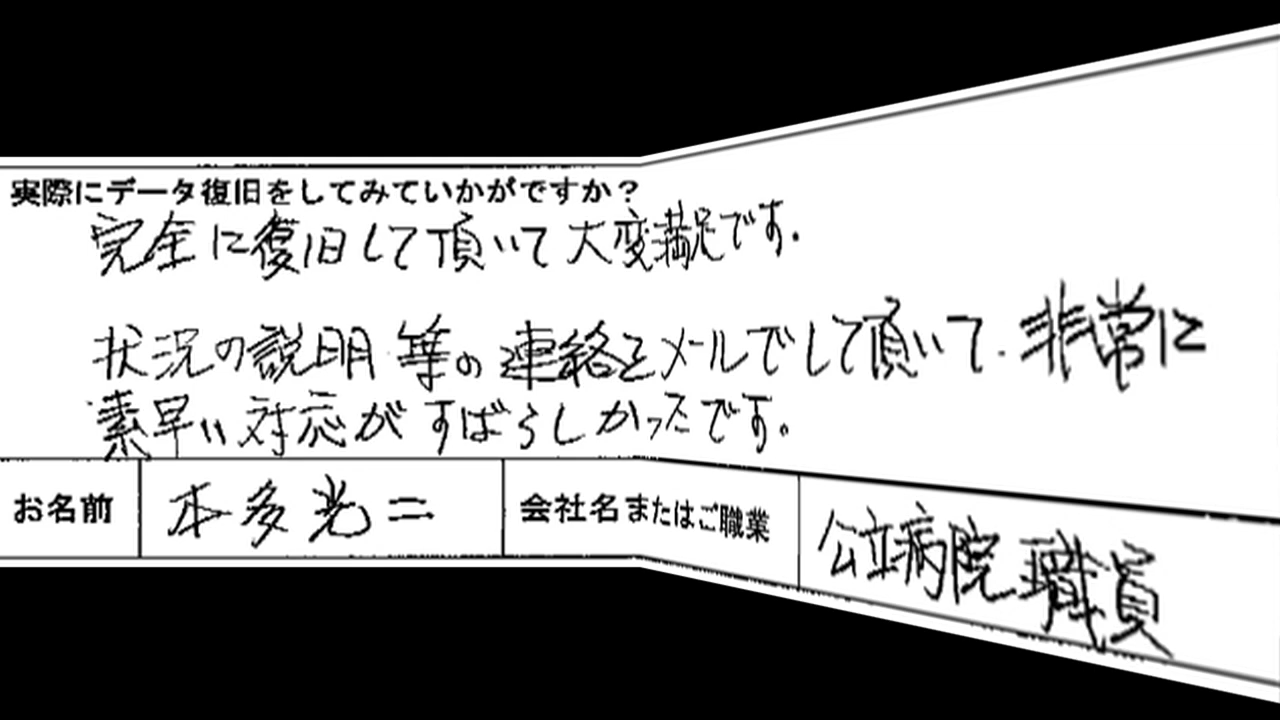 実際にデータ復旧をしてみていかがですか？
完全に復旧して頂いて大変満足です.
状況の説明等の連絡をメールでして頂いて.非常に
素早い対応がすばらしかったです。
お名前 本多光二 会社名またはご職業 公立病院職員